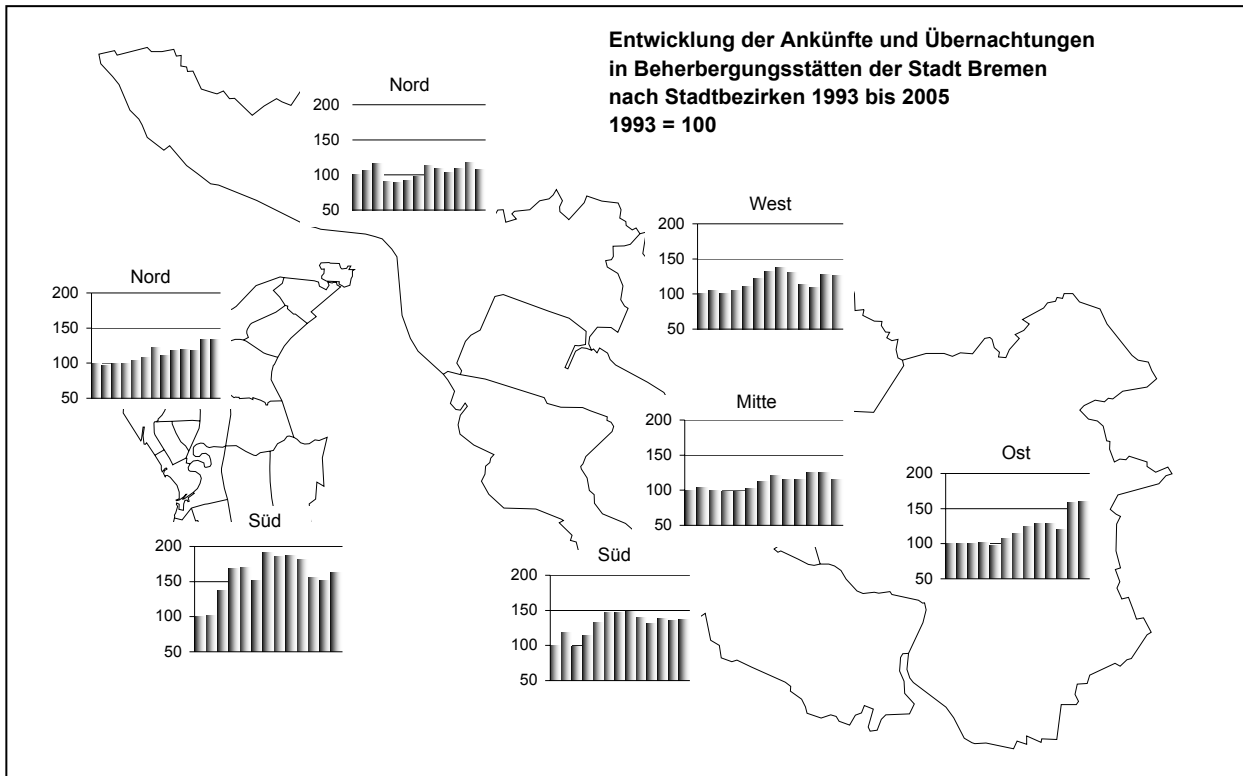 Entwicklung der Ankünfte und Übernachtungen
in Beherbergungsstätten der Stadt Bremen
nach Stadtbezirken 1993 bis 2005
1993 = 100
Nord
200
150
100
50
West
200
150
100
50
Nord
200
150
100
50
Mitte
200
150
100
50
Ost
200
150
100
50
Süd
200
150
100
50
Süd
200
150
100
50